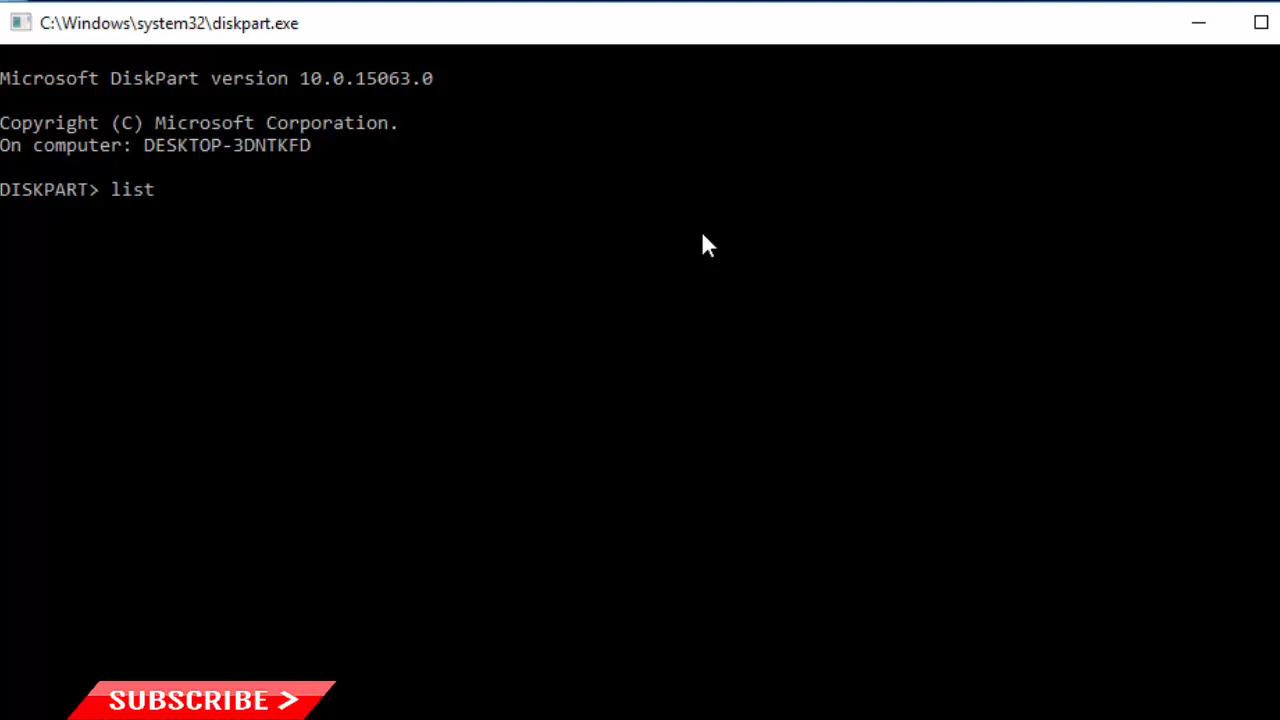 C:\Windows\system32\diskpart.exe
Microsoft DiskPart version 10.0.15063.0
Copyright (C) Microsoft Corporation.
On computer: DESKTOP-3DNTKFD
DISKPART> list
SUBSCRIBE >